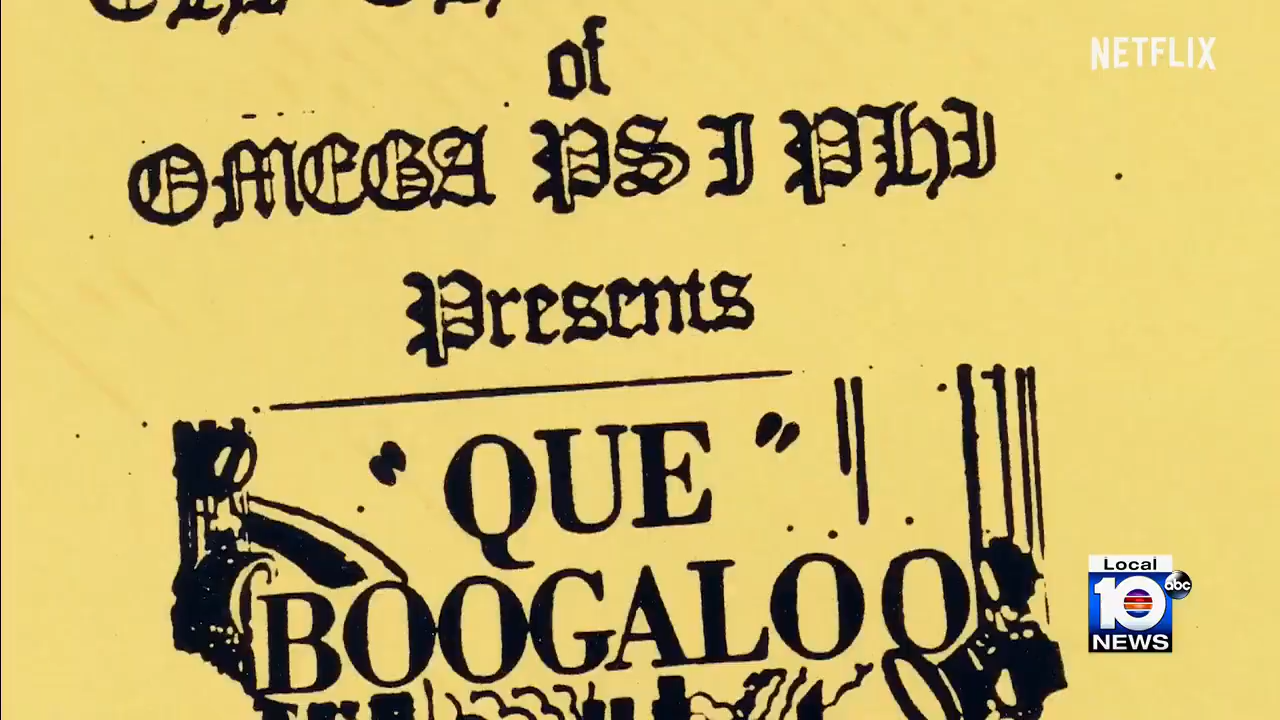 of
NETFLIX
OMEGA PSI PHI
Presents
"QUE"
BOOGALOO
Local
10 abc
NEWS